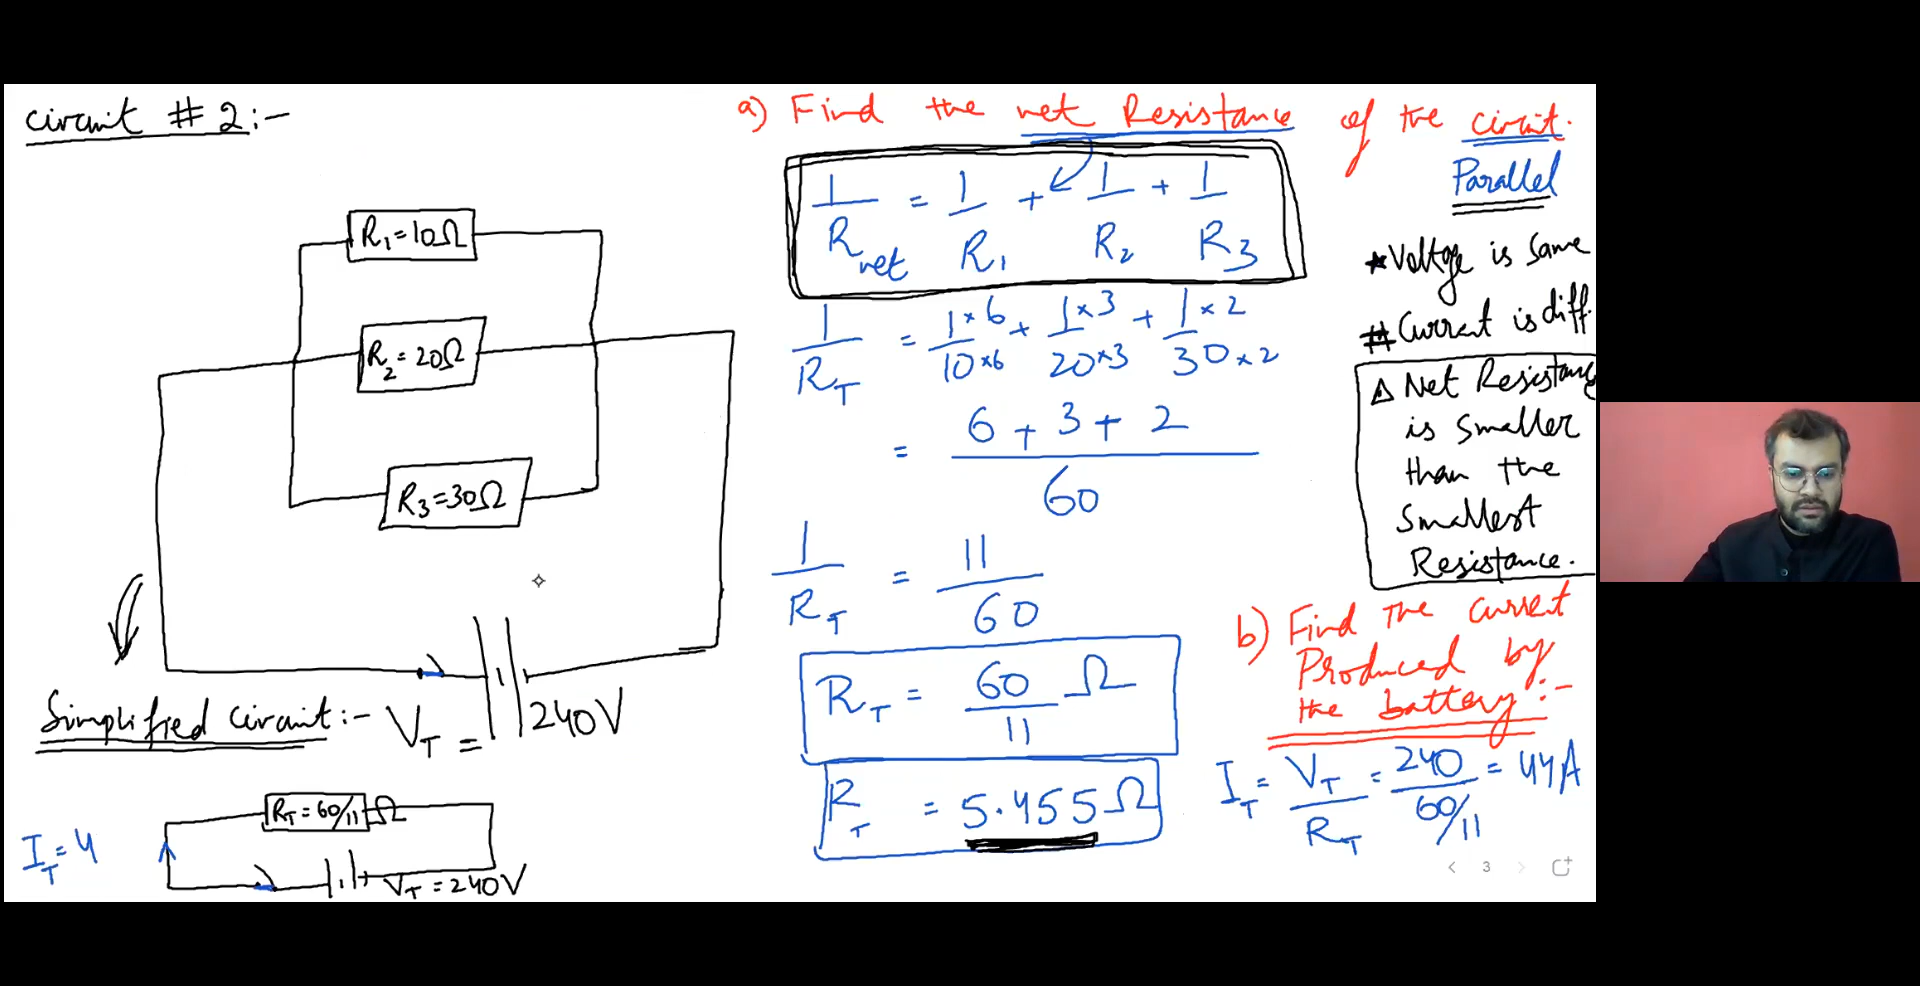 circuit # 2:-
R1=10Ω
R2=20Ω
R3=30Ω
VT = 240V
Simplified circuit:-
RT=60/11 Ω
IT=4
VT=240V
a) Find the net Resistance of the circuit.
Parallel
1/Rnet = 1/R1 + 1/R2 + 1/R3
1/RT = 1×6/10×6 + 1×3/20×3 + 1×2/30×2
= 6+3+2/60
1/RT = 11/60
RT = 60/11 Ω
RT = 5.455Ω
★Voltage is Same
# Current is diff.
△ Net Resistance
is Smaller
than the
Smallest
Resistance.
b) Find The current
Produced by
the battery:-
IT = VT/RT = 240/60/11 = 44A
< 3 >